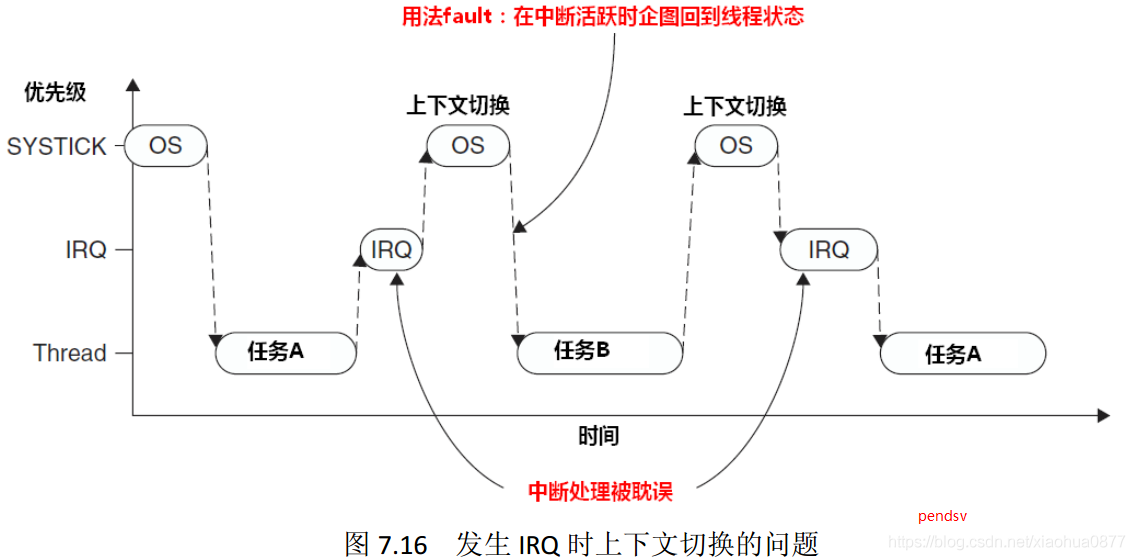 用法fault：在中断活跃时企图回到线程状态
优先级
上下文切换
上下文切换
SYSTICK
OS
OS
OS
IRQ
IRQ
IRQ
Thread
任务A
任务B
任务A
时间
中断处理被耽误
pendsv
图 7.16 发生 IRQ 时上下文切换的问题
https://blog.csdn.net/xiaohua0877